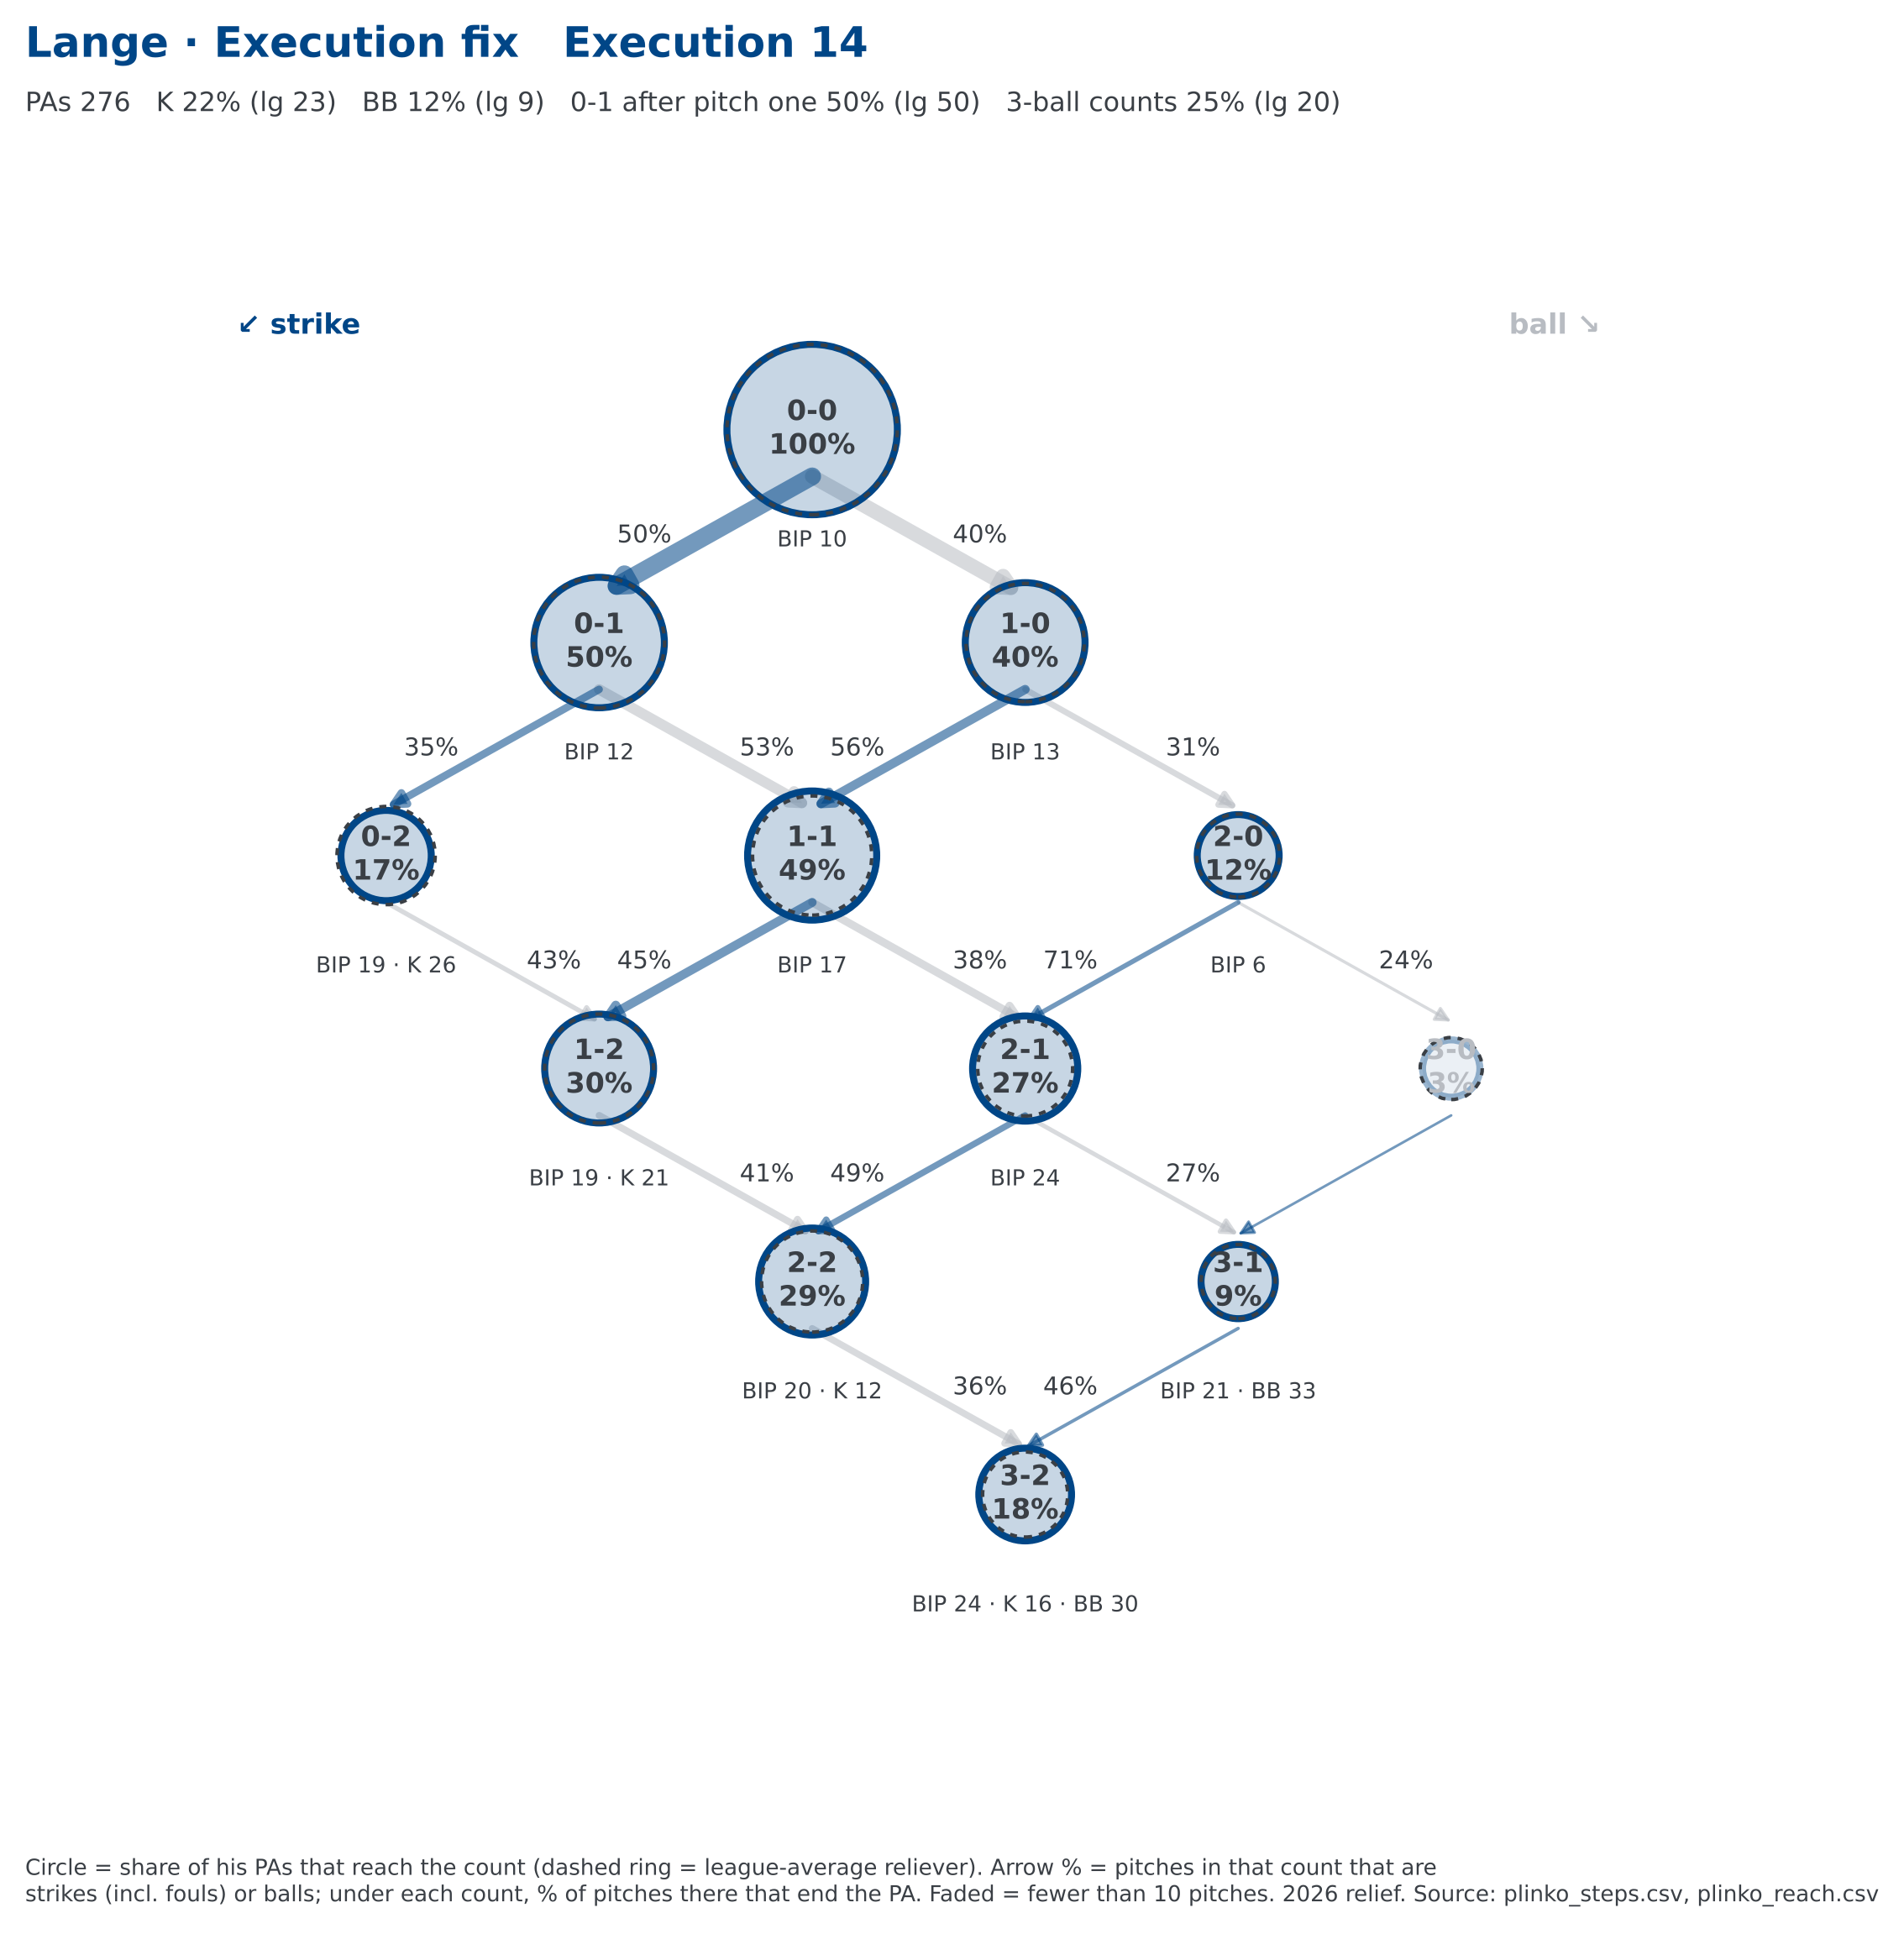 Lange · Execution fix   Execution 14
PAs 276   K 22% (lg 23)   BB 12% (lg 9)   0-1 after pitch one 50% (lg 50)   3-ball counts 25% (lg 20)
↙ strike
ball ↘
0-0
100%
50%
40%
BIP 10
0-1
50%
1-0
40%
35%
BIP 12
53%
56%
BIP 13
31%
0-2
17%
1-1
49%
2-0
12%
BIP 19 · K 26
43%
45%
BIP 17
38%
71%
BIP 6
24%
1-2
30%
2-1
27%
3-0
3%
BIP 19 · K 21
41%
49%
BIP 24
27%
2-2
29%
3-1
9%
BIP 20 · K 12
36%
46%
BIP 21 · BB 33
3-2
18%
BIP 24 · K 16 · BB 30
Circle = share of his PAs that reach the count (dashed ring = league-average reliever). Arrow % = pitches in that count that are
strikes (incl. fouls) or balls; under each count, % of pitches there that end the PA. Faded = fewer than 10 pitches. 2026 relief. Source: plinko_steps.csv, plinko_reach.csv